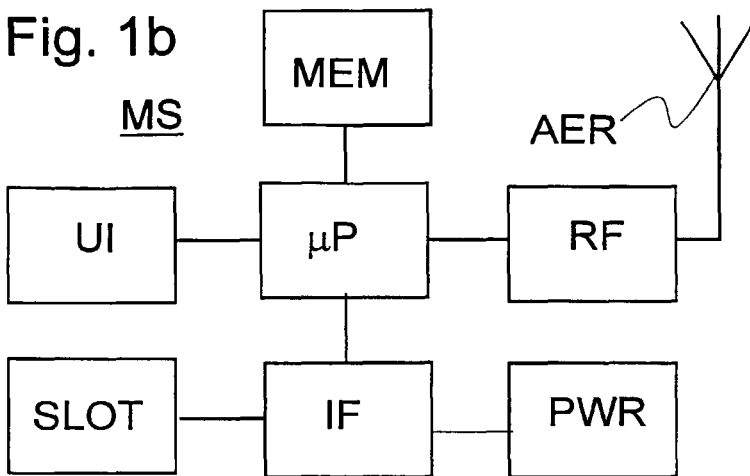 Fig. 1b
MEM
MS
AER
UI
μP
RF
SLOT
IF
PWR